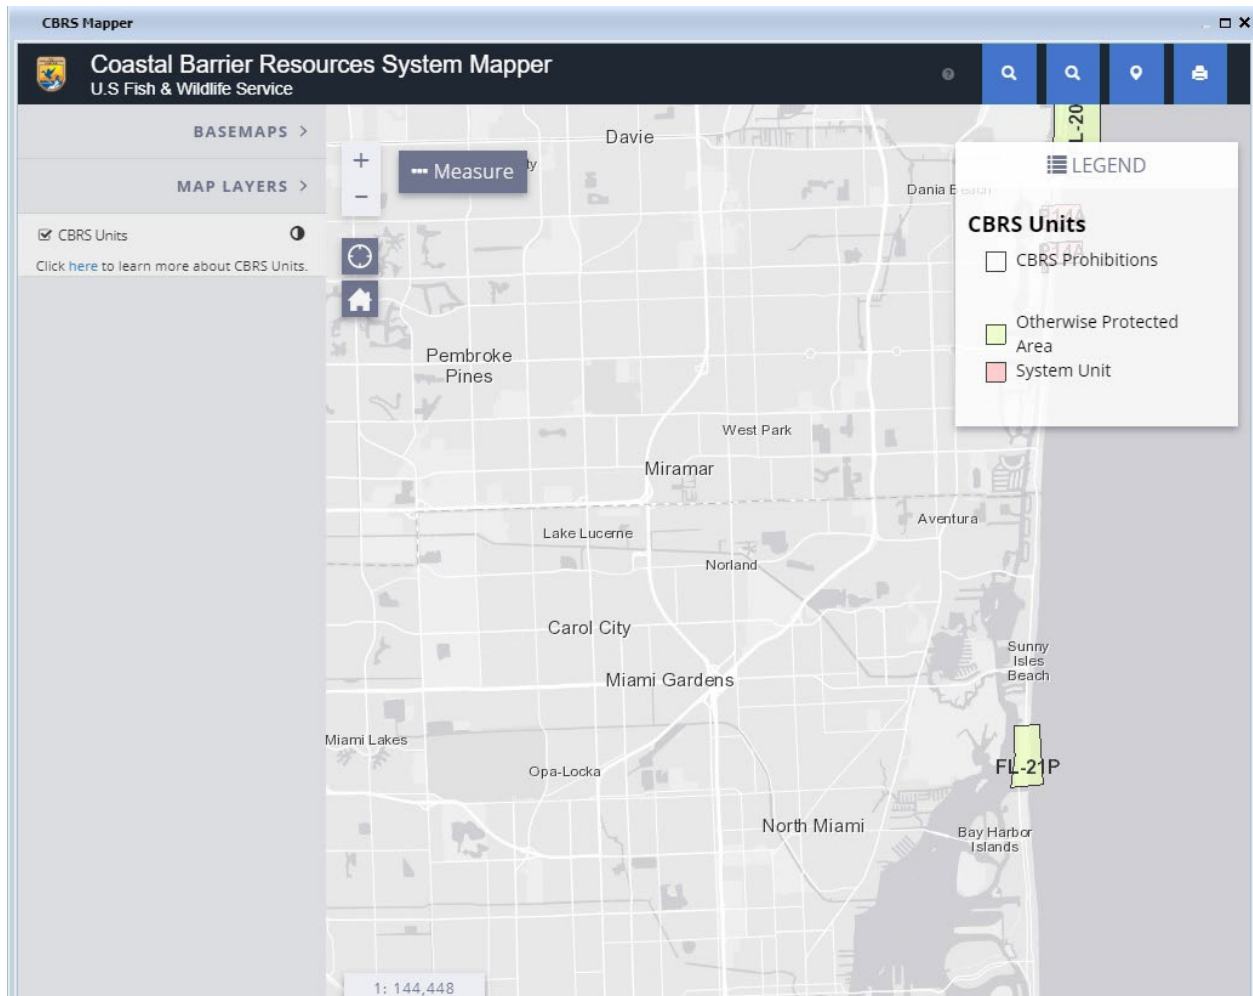 CBRS Mapper
Coastal Barrier Resources System Mapper
U.S Fish & Wildlife Service
BASEMAPS >
MAP LAYERS >
CBRS Units
Click here to learn more about CBRS Units.
+
Measure
−
Davie
Dania
L-20
LEGEND
CBRS Units
CBRS Prohibitions
Otherwise Protected
Area
System Unit
Pembroke
Pines
West Park
Miramar
Aventura
Lake Lucerne
Norland
Carol City
Sunny
Isles
Beach
Miami Gardens
Miami Lakes
Opa-Locka
FL-21P
North Miami
Bay Harbor
Islands
1: 144,448